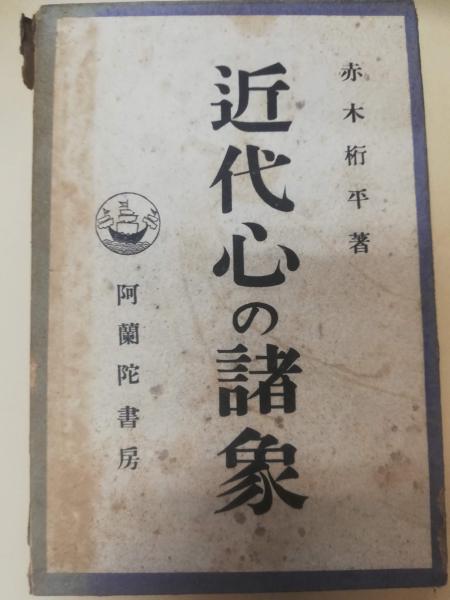 赤木桁平著
近代心の諸象
阿蘭陀書房